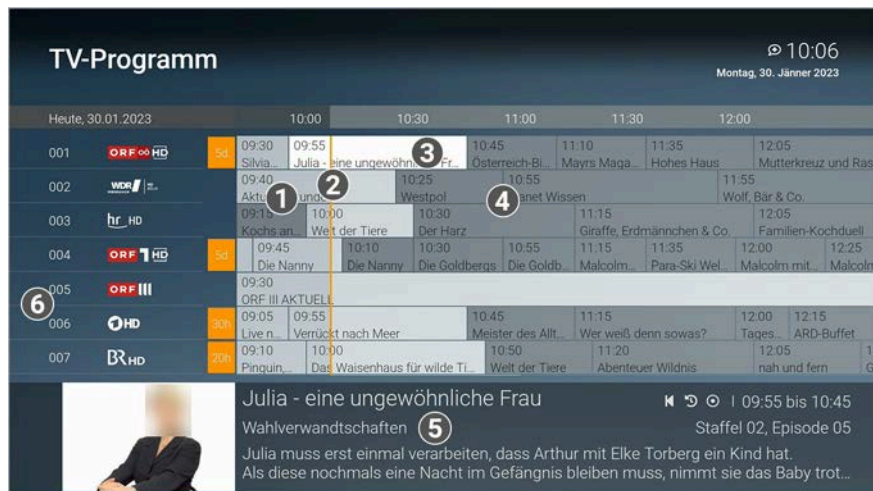 TV-Programm
10:06
Montag, 30. Jänner 2023
Heute, 30.01.2023 10:00 10:30 11:00 11:30 12:00
001 ORF OÖ HD 5d 09:30 09:55 10:45 11:10 11:35 12:05
Silvia... Julia - eine ungewöhnlich Fr... Österreich-Bi... Mayrs Maga... Hohes Haus Mutterkreuz und Ras
3
002 WDR 09:40 10:25 10:55 11:55
Aktu unde Westpol anet Wissen Wolf, Bär & Co.
1 2 4
003 hr HD 09:15 10:00 10:30 11:15 12:05
Kochs an... Welt der Tiere Der Harz Giraffe, Erdmännchen & Co. Familien-Kochduell
004 ORF 1 HD 5d 09:45 10:10 10:30 10:55 11:15 11:35 12:00 12:25
Die Nanny Die Nanny Die Goldbergs Die Goldb... Malcolm... Para-Ski Wel... Malcolm mit... Malcolm
005 ORF III 09:30
ORF III AKTUELL
6
006 1 HD 30h 09:05 09:55 10:45 11:15 12:00 12:15
Live n... Verrückt nach Meer Meister des Allt... Wer weiß denn sowas? Tages... ARD-Buffet
007 BR HD 20h 09:10 10:00 10:50 11:20 12:05 1
Pinguin,... Das Waisenhaus für wilde Ti... Welt der Tiere Abenteuer Wildnis nah und fern G
Julia - eine ungewöhnliche Frau 09:55 bis 10:45
Wahlverwandtschaften 5 Staffel 02, Episode 05
Julia muss erst einmal verarbeiten, dass Arthur mit Elke Torberg ein Kind hat.
Als diese nochmals eine Nacht im Gefängnis bleiben muss, nimmt sie das Baby trot...